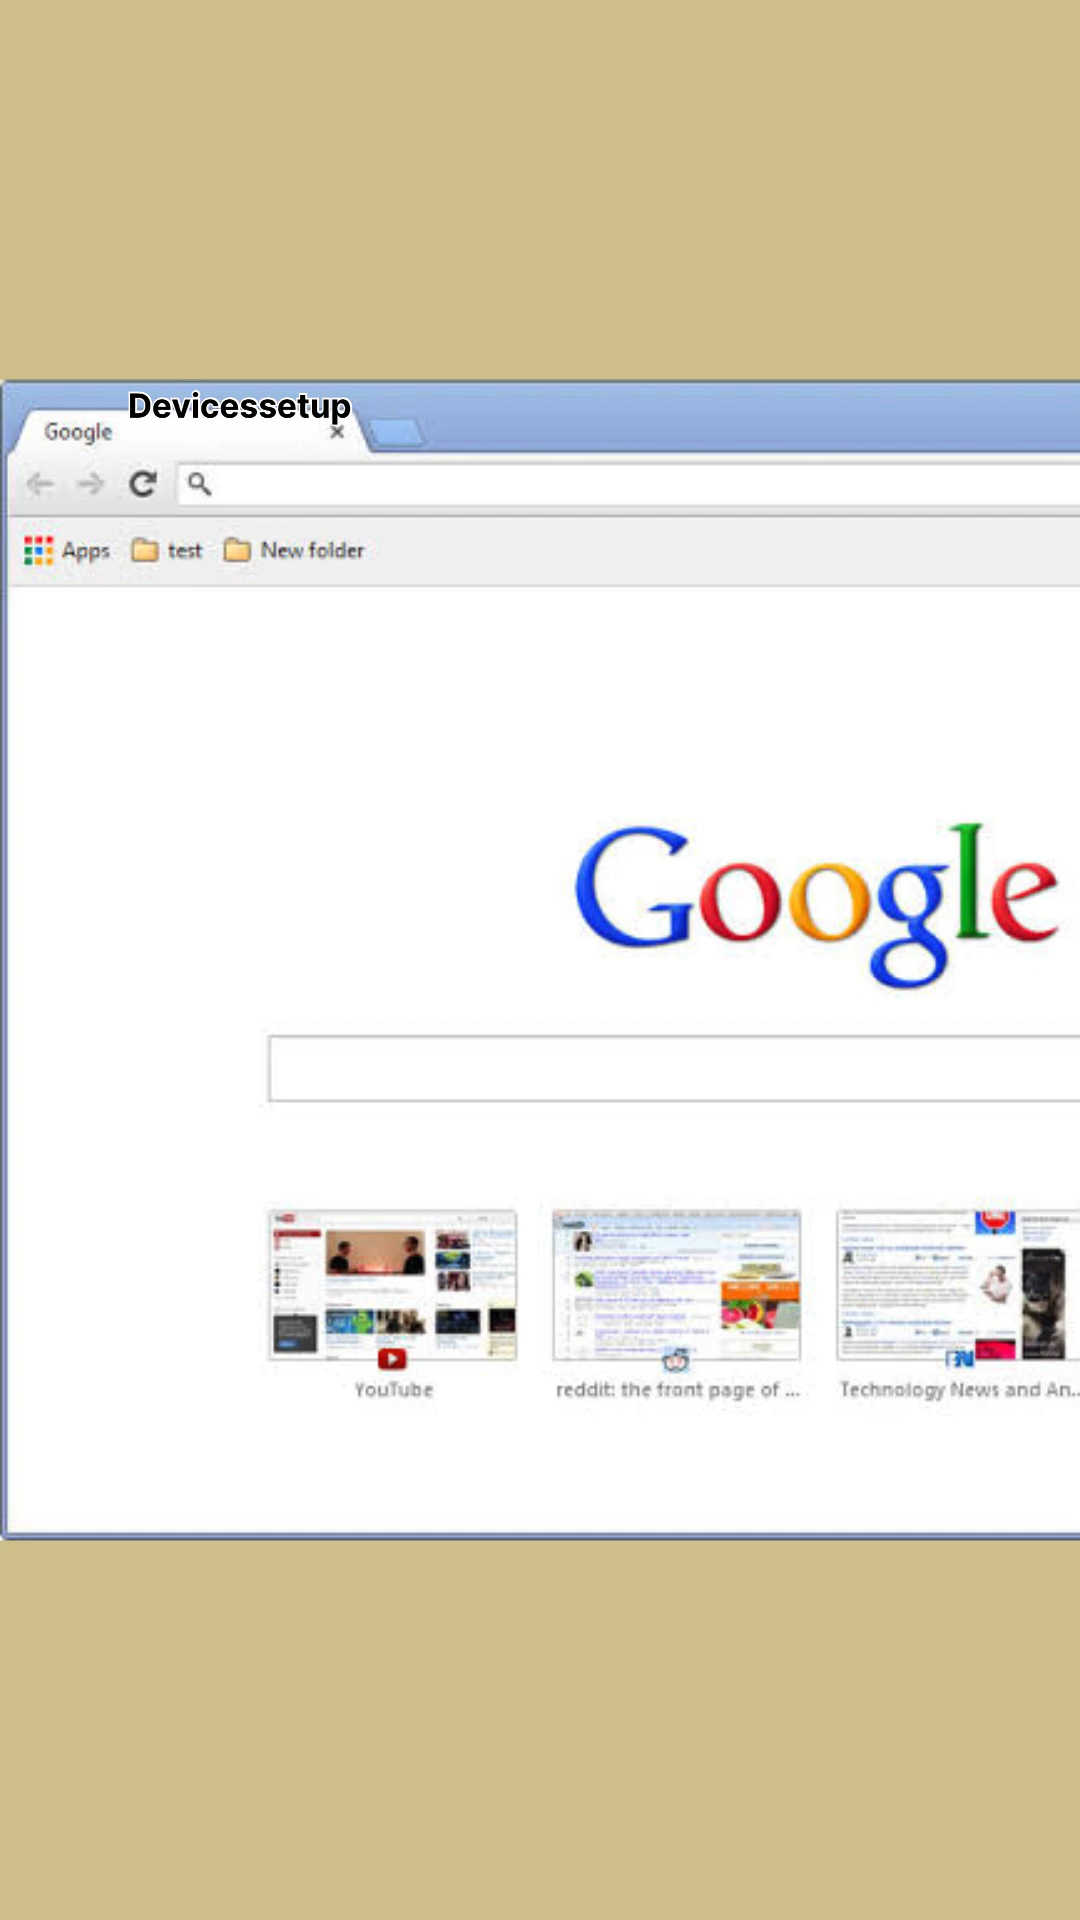 Devicessetup
Google
Apps test New folder
Google
YouTube
reddit: the front page of ...
Technology News and An...